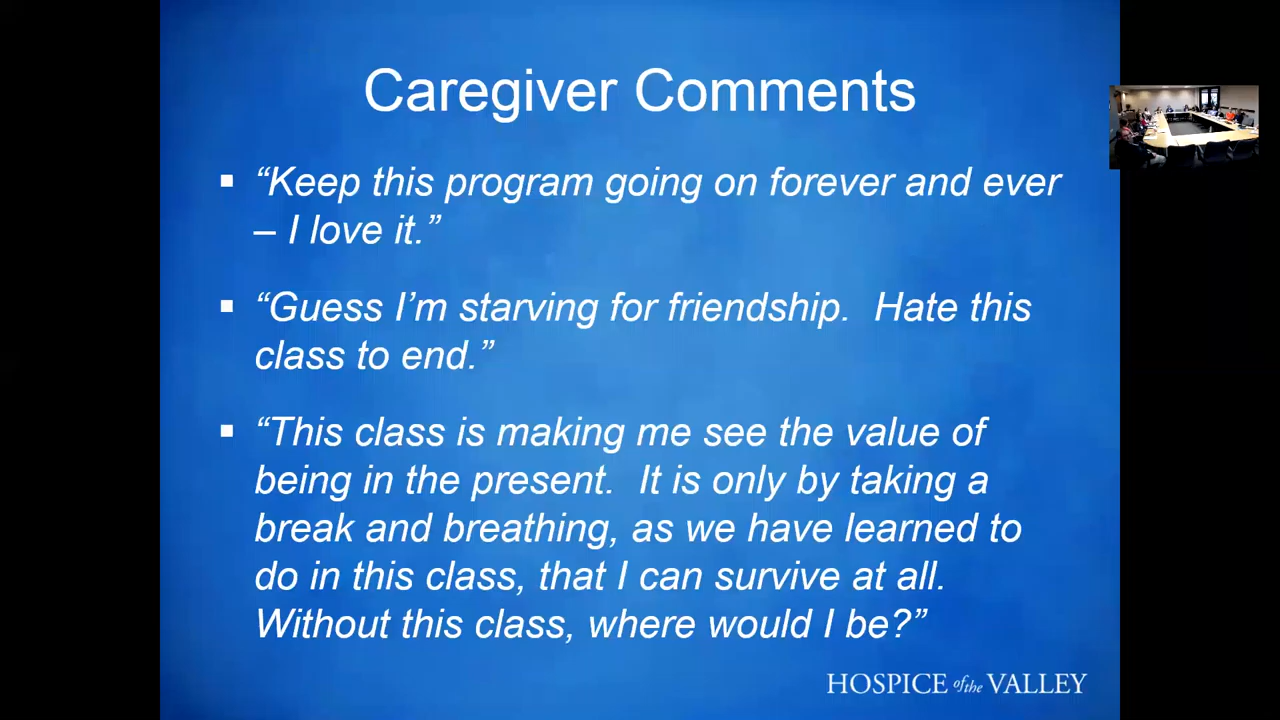 Caregiver Comments
▪ “Keep this program going on forever and ever
– I love it.”
▪ “Guess I’m starving for friendship.  Hate this
class to end.”
▪ “This class is making me see the value of
being in the present.  It is only by taking a
break and breathing, as we have learned to
do in this class, that I can survive at all.
Without this class, where would I be?”
HOSPICE of the VALLEY